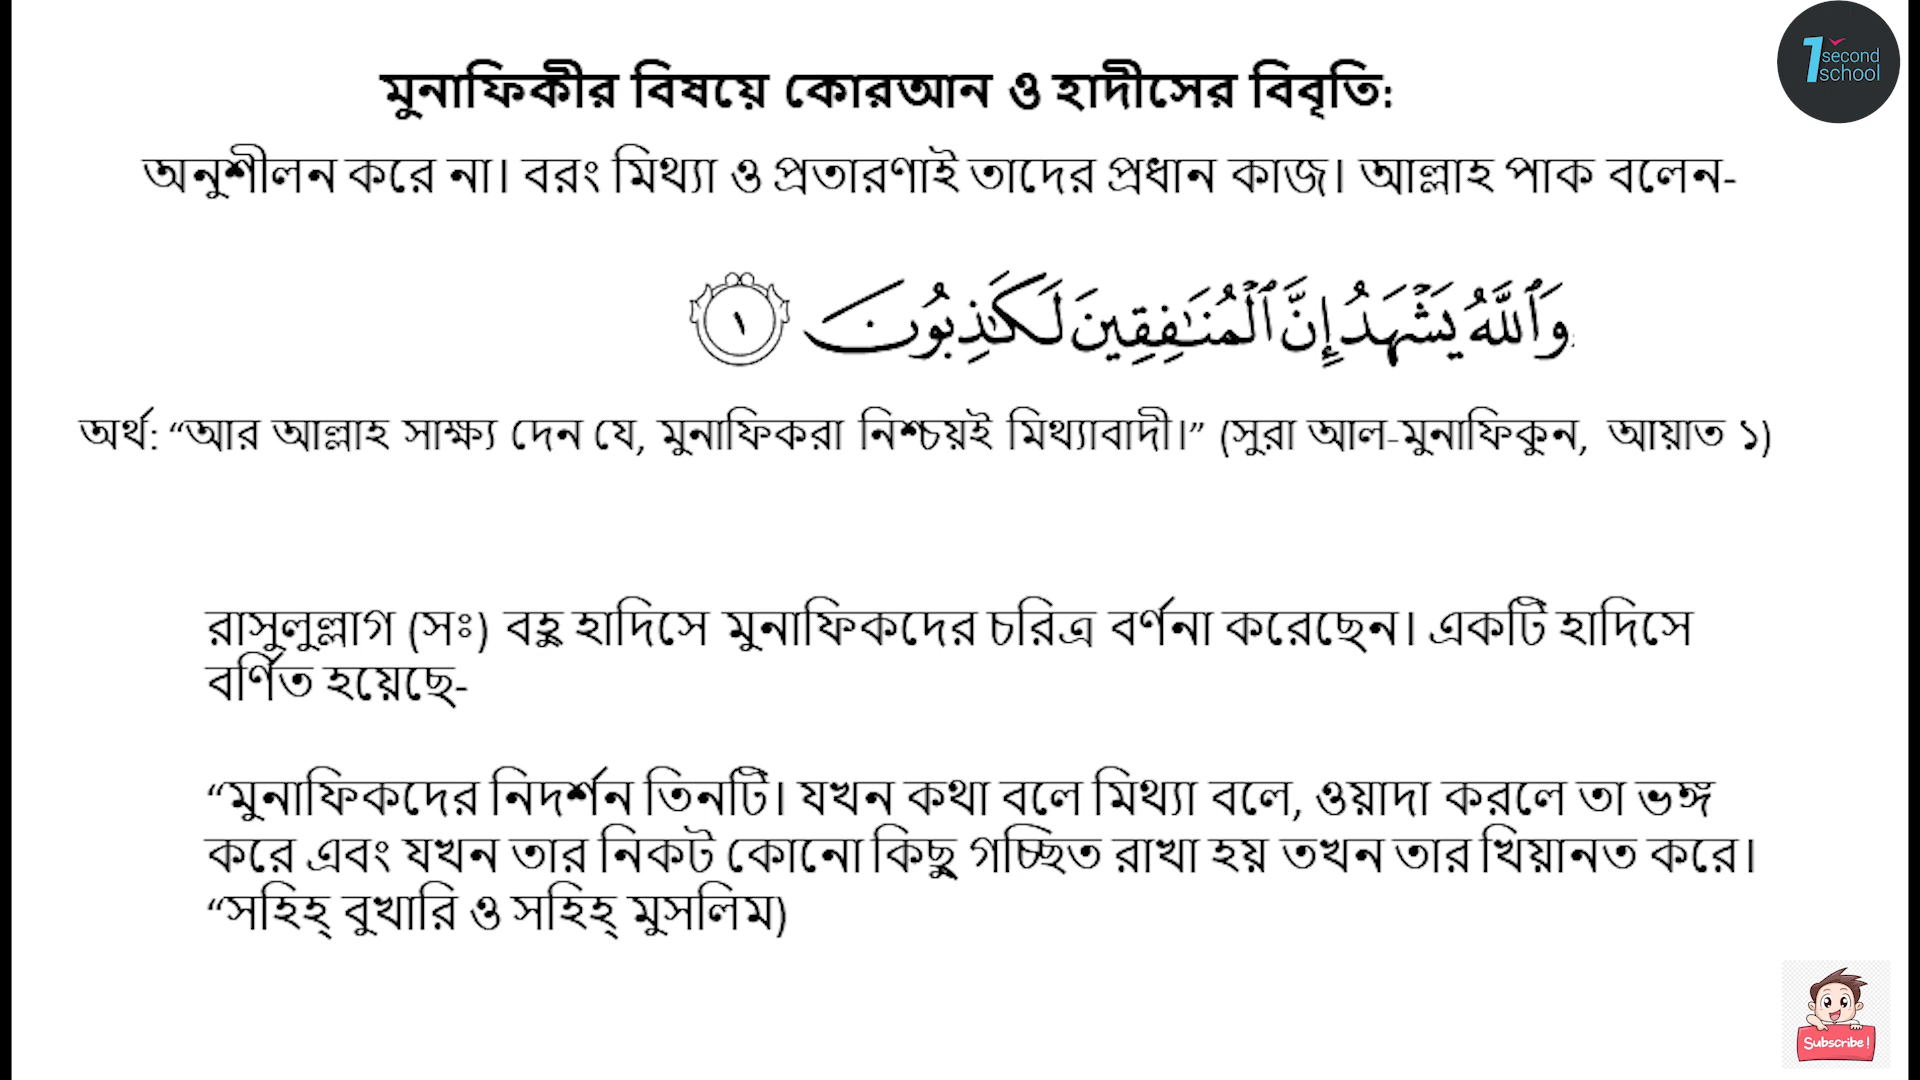 1 second school
মুনাফিকীর বিষয়ে কোরআন ও হাদীসের বিবৃতি:
অনুশীলন করে না। বরং মিথ্যা ও প্রতারণাই তাদের প্রধান কাজ। আল্লাহ পাক বলেন-
وَٱللَّهُ يَشْهَدُ إِنَّ ٱلْمُنَٰفِقِينَ لَكَٰذِبُونَ ١
অর্থ: “আর আল্লাহ সাক্ষ্য দেন যে, মুনাফিকরা নিশ্চয়ই মিথ্যাবাদী।” (সুরা আল-মুনাফিকুন, আয়াত ১)
রাসুলুল্লাগ (সঃ) বহু হাদিসে মুনাফিকদের চরিত্র বর্ণনা করেছেন। একটি হাদিসে
বর্ণিত হয়েছে-
“মুনাফিকদের নিদর্শন তিনটি। যখন কথা বলে মিথ্যা বলে, ওয়াদা করলে তা ভঙ্গ
করে এবং যখন তার নিকট কোনো কিছু গচ্ছিত রাখা হয় তখন তার খিয়ানত করে।
“সহিহ্ বুখারি ও সহিহ্ মুসলিম)
Subscribe!